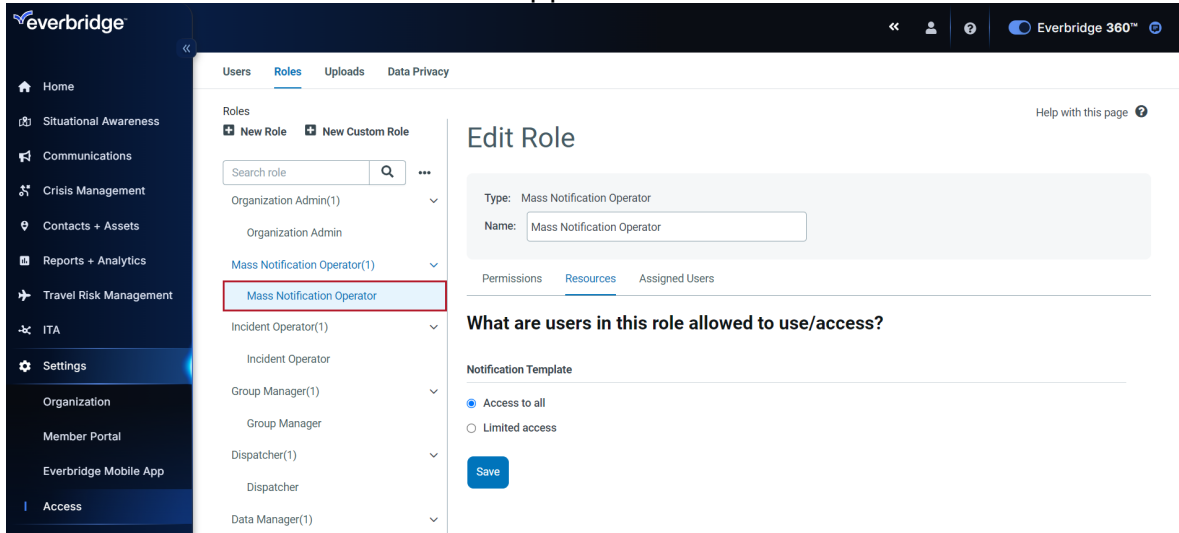 everbridge
Everbridge 360™
Home
Situational Awareness
Communications
Crisis Management
Contacts + Assets
Reports + Analytics
Travel Risk Management
ITA
Settings
Organization
Member Portal
Everbridge Mobile App
Access
Users Roles Uploads Data Privacy
Roles
New Role New Custom Role
Search role
Organization Admin(1)
Organization Admin
Mass Notification Operator(1)
Mass Notification Operator
Incident Operator(1)
Incident Operator
Group Manager(1)
Group Manager
Dispatcher(1)
Dispatcher
Data Manager(1)
Help with this page
Edit Role
Type: Mass Notification Operator
Name: Mass Notification Operator
Permissions Resources Assigned Users
What are users in this role allowed to use/access?
Notification Template
Access to all
Limited access
Save